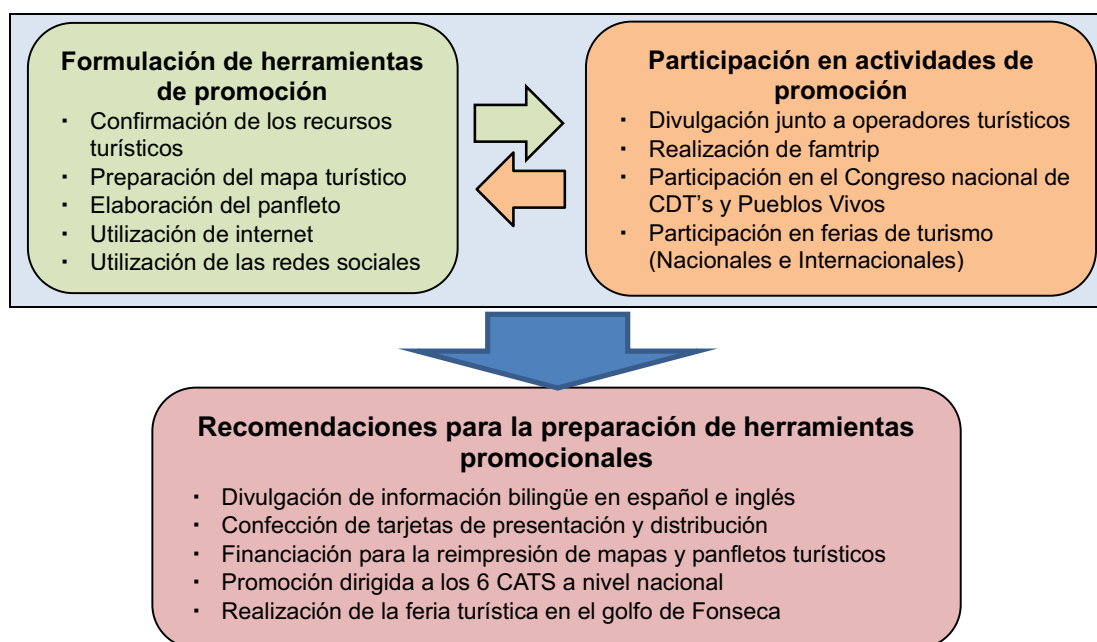 Formulación de herramientas
de promoción
· Confirmación de los recursos
turísticos
· Preparación del mapa turístico
· Elaboración del panfleto
· Utilización de internet
· Utilización de las redes sociales
Participación en actividades de
promoción
· Divulgación junto a operadores turísticos
· Realización de famtrip
· Participación en el Congreso nacional de
CDT’s y Pueblos Vivos
· Participación en ferias de turismo
(Nacionales e Internacionales)
Recomendaciones para la preparación de herramientas
promocionales
· Divulgación de información bilingüe en español e inglés
· Confección de tarjetas de presentación y distribución
· Financiación para la reimpresión de mapas y panfletos turísticos
· Promoción dirigida a los 6 CATS a nivel nacional
· Realización de la feria turística en el golfo de Fonseca